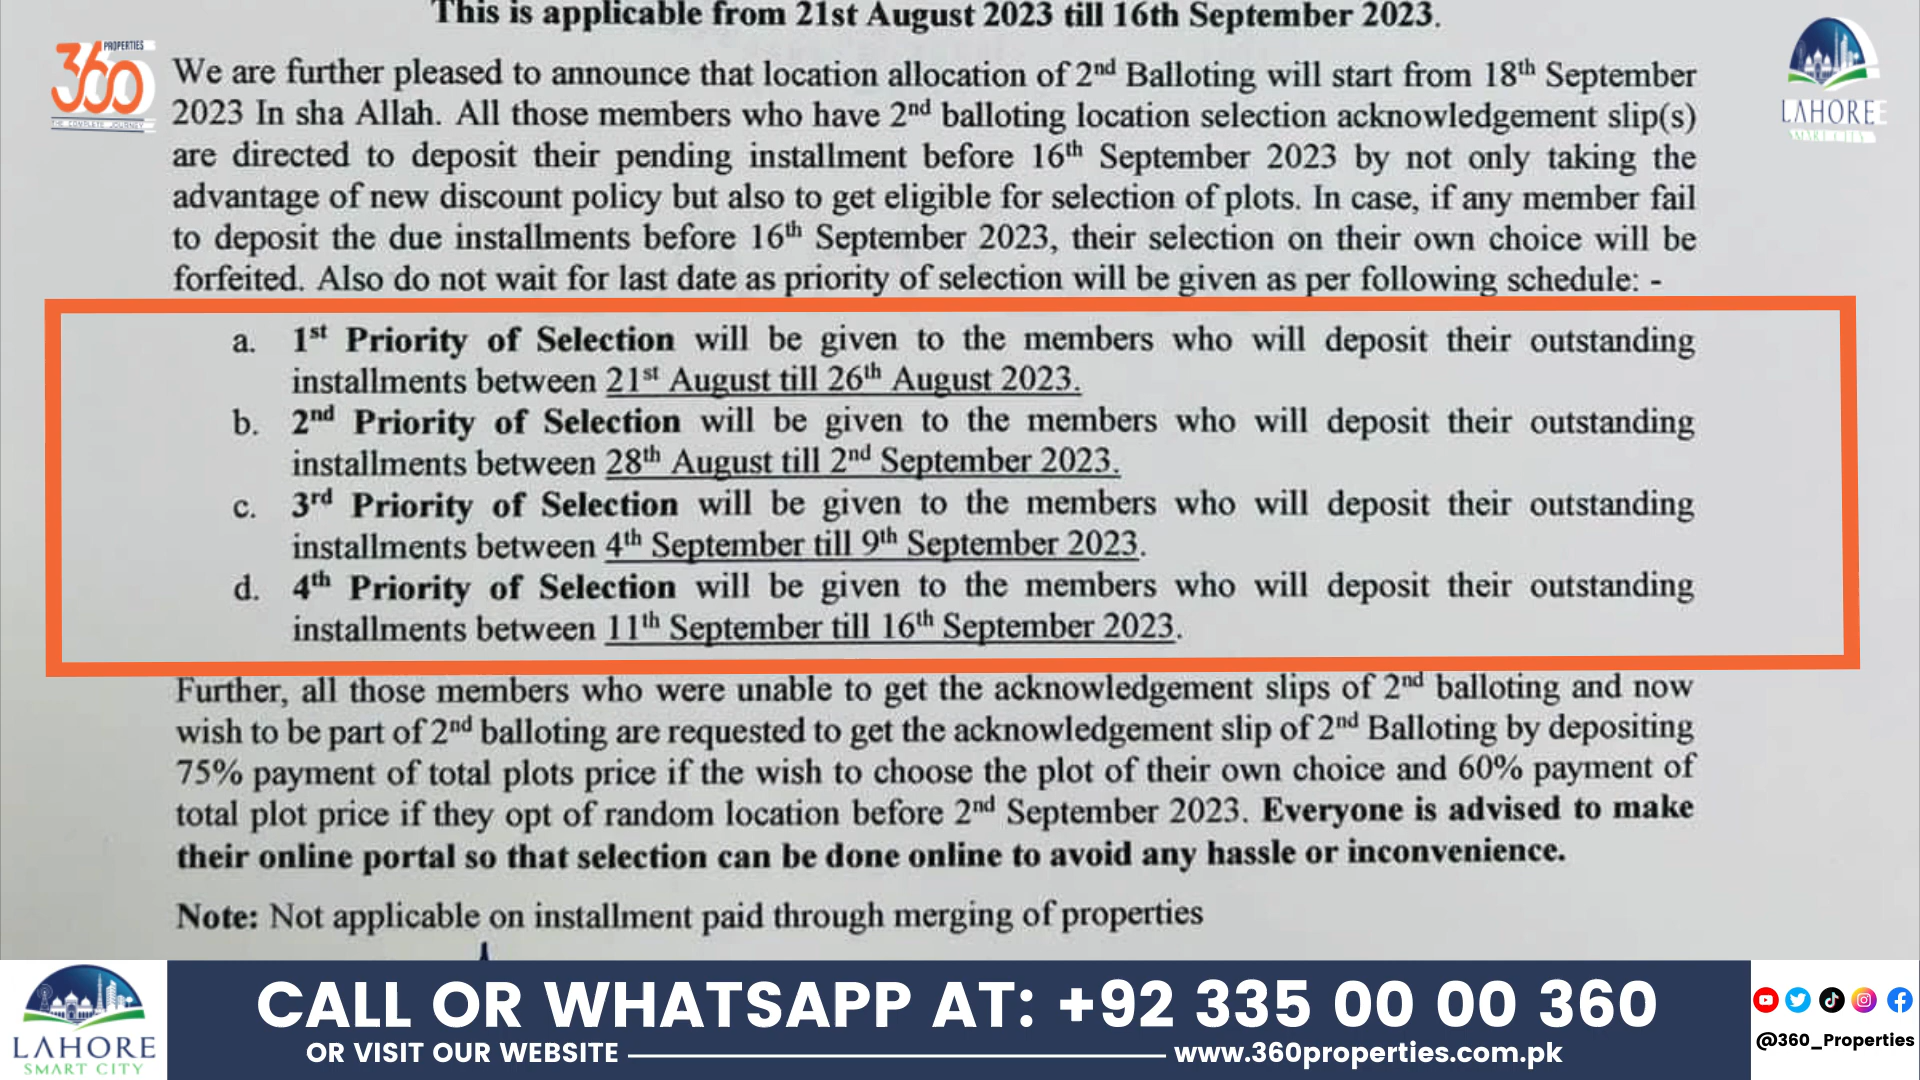 This is applicable from 21st August 2023 till 16th September 2023.
360 PROPERTIES
THE COMPLETE JOURNEY
LAHORE
SMART CITY
We are further pleased to announce that location allocation of 2nd Balloting will start from 18th September
2023 In sha Allah. All those members who have 2nd balloting location selection acknowledgement slip(s)
are directed to deposit their pending installment before 16th September 2023 by not only taking the
advantage of new discount policy but also to get eligible for selection of plots. In case, if any member fail
to deposit the due installments before 16th September 2023, their selection on their own choice will be
forfeited. Also do not wait for last date as priority of selection will be given as per following schedule: -
a. 1st Priority of Selection will be given to the members who will deposit their outstanding
installments between 21st August till 26th August 2023.
b. 2nd Priority of Selection will be given to the members who will deposit their outstanding
installments between 28th August till 2nd September 2023.
c. 3rd Priority of Selection will be given to the members who will deposit their outstanding
installments between 4th September till 9th September 2023.
d. 4th Priority of Selection will be given to the members who will deposit their outstanding
installments between 11th September till 16th September 2023.
Further, all those members who were unable to get the acknowledgement slips of 2nd balloting and now
wish to be part of 2nd balloting are requested to get the acknowledgement slip of 2nd Balloting by depositing
75% payment of total plots price if the wish to choose the plot of their own choice and 60% payment of
total plot price if they opt of random location before 2nd September 2023. Everyone is advised to make
their online portal so that selection can be done online to avoid any hassle or inconvenience.
Note: Not applicable on installment paid through merging of properties
LAHORE
SMART CITY
CALL OR WHATSAPP AT: +92 335 00 00 360
OR VISIT OUR WEBSITE www.360properties.com.pk
@360_Properties